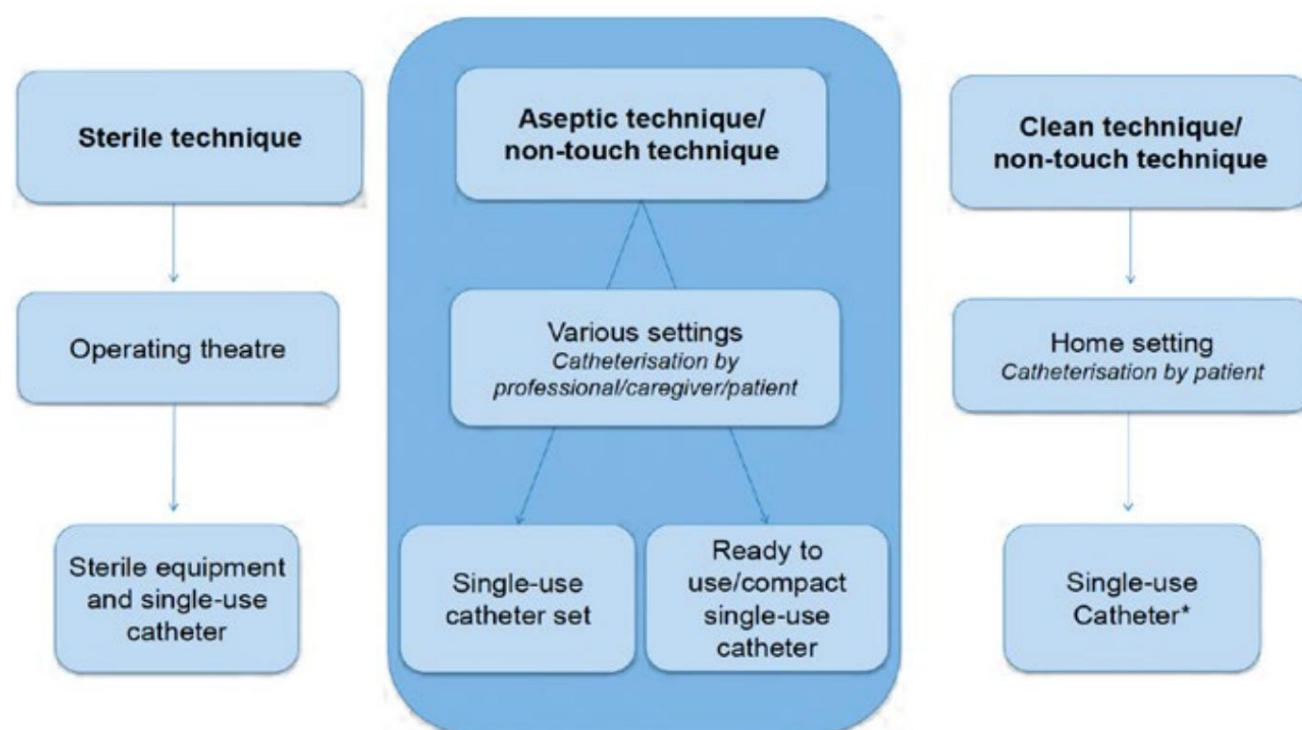 Sterile technique
Operating theatre
Sterile equipment
and single-use
catheter
Aseptic technique/
non-touch technique
Various settings
Catheterisation by
professional/caregiver/patient
Single-use
catheter set
Ready to
use/compact
single-use
catheter
Clean technique/
non-touch technique
Home setting
Catheterisation by patient
Single-use
Catheter*